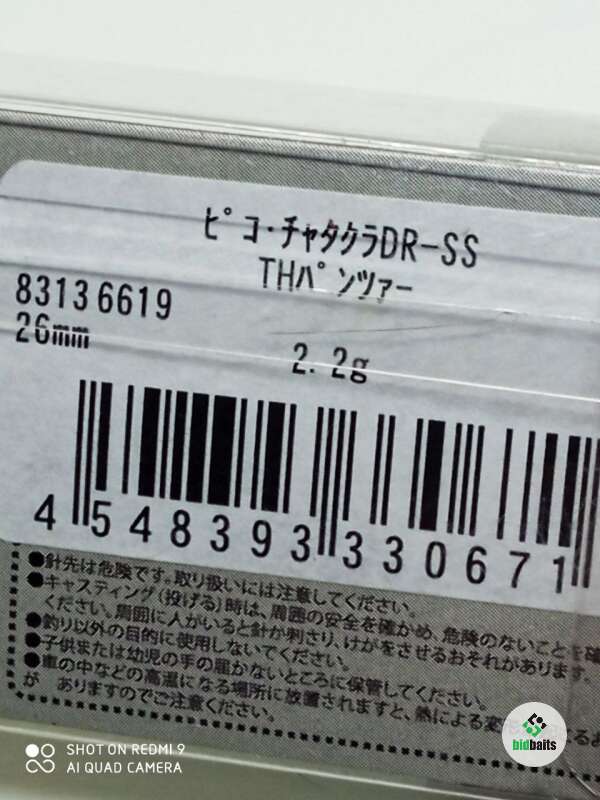 ピコ・チャタクラDR-SS
THパンツァー
83136619
26mm
2.2g
4 548393 330671
●針先は危険です。取り扱いには注意してください。
●キャスティング(投げる)時は、周囲の安全を確かめ、危険のないことを確
ください。周囲に人がいると針が刺さり、けがをさせるおそれがあります。
●釣り以外の目的に使用しないでください。
●子供または幼児の手の届かないところに保管してください。
●車の中などの高温になる場所に放置されますと、熱による変
が ありますのでご注意ください。
bidbaits
SHOT ON REDMI 9
AI QUAD CAMERA